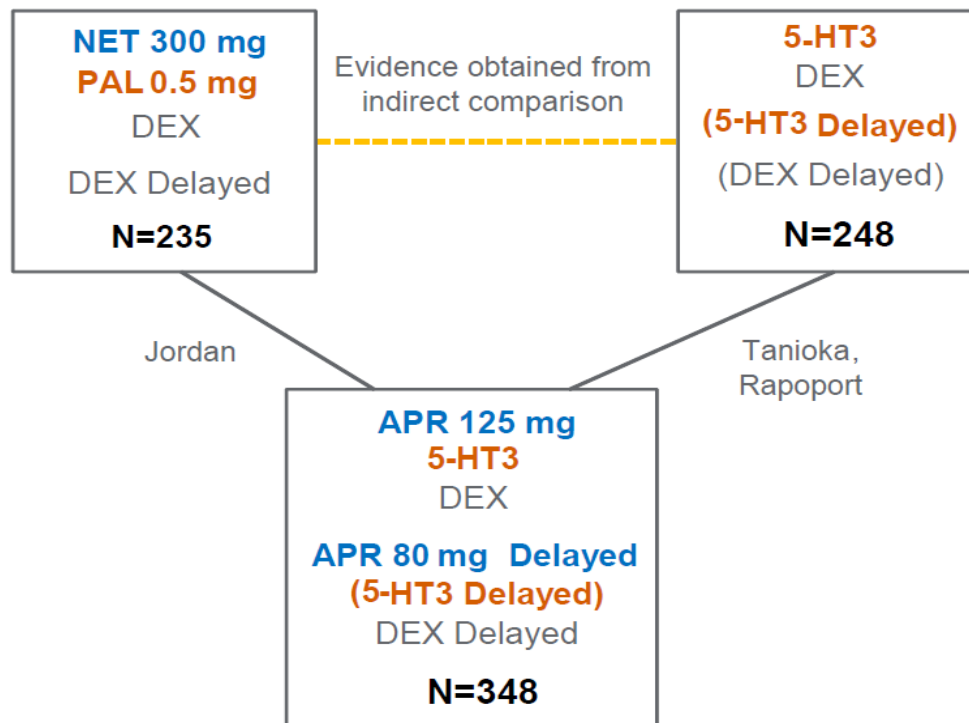 NET 300 mg
PAL 0.5 mg
DEX
DEX Delayed
N=235
Evidence obtained from
indirect comparison
5-HT3
DEX
(5-HT3 Delayed)
(DEX Delayed)
N=248
Jordan
Tanioka,
Rapoport
APR 125 mg
5-HT3
DEX
APR 80 mg Delayed
(5-HT3 Delayed)
DEX Delayed
N=348